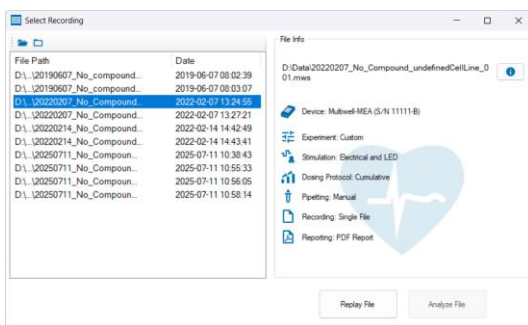 Select Recording
File Path Date
D:\...\20190607_No_compound... 2019-06-07 08:02:39
D:\...\20190607_No_compound... 2019-06-07 08:03:07
D:\...\20220207_No_Compoun... 2022-02-07 13:24:55
D:\...\20220207_No_Compoun... 2022-02-07 13:27:21
D:\...\20220214_No_Compoun... 2022-02-14 14:42:49
D:\...\20220214_No_Compoun... 2022-02-14 14:43:41
D:\...\20250711_No_Compoun... 2025-07-11 10:38:43
D:\...\20250711_No_Compoun... 2025-07-11 10:55:33
D:\...\20250711_No_Compoun... 2025-07-11 10:56:05
D:\...\20250711_No_Compoun... 2025-07-11 10:58:14
File Info
D:\Data\20220207_No_Compound_undefinedCellLine_0
01.mws
Device: Multiwell-MEA (S/N 11111-B)
Experiment: Custom
Stimulation: Electrical and LED
Dosing Protocol: Cumulative
Pipetting: Manual
Recording: Single File
Reporting: PDF Report
Replay File
Analyze File